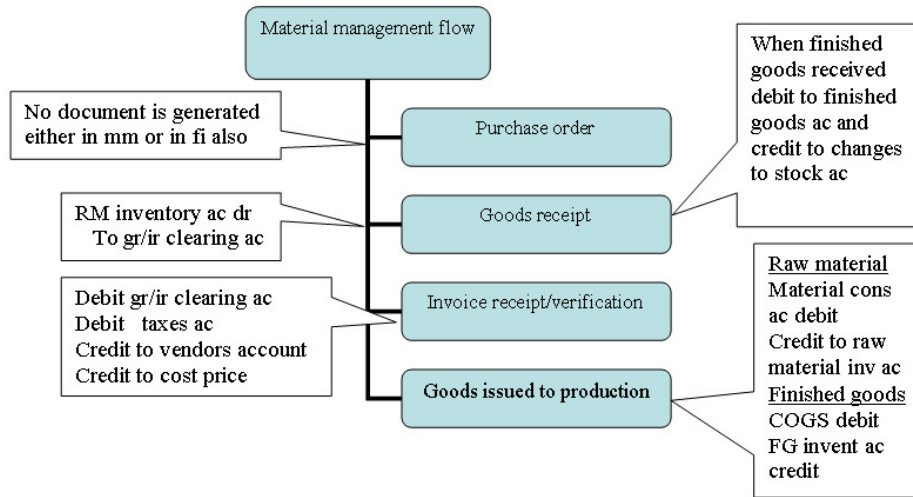 Material management flow
No document is generated
either in mm or in fi also
Purchase order
When finished
goods received
debit to finished
goods ac and
credit to changes
to stock ac
RM inventory ac dr
To gr/ir clearing ac
Goods receipt
Debit gr/ir clearing ac
Debit taxes ac
Credit to vendors account
Credit to cost price
Invoice receipt/verification
Goods issued to production
Raw material
Material cons
ac debit
Credit to raw
material inv ac
Finished goods
COGS debit
FG invent ac
credit